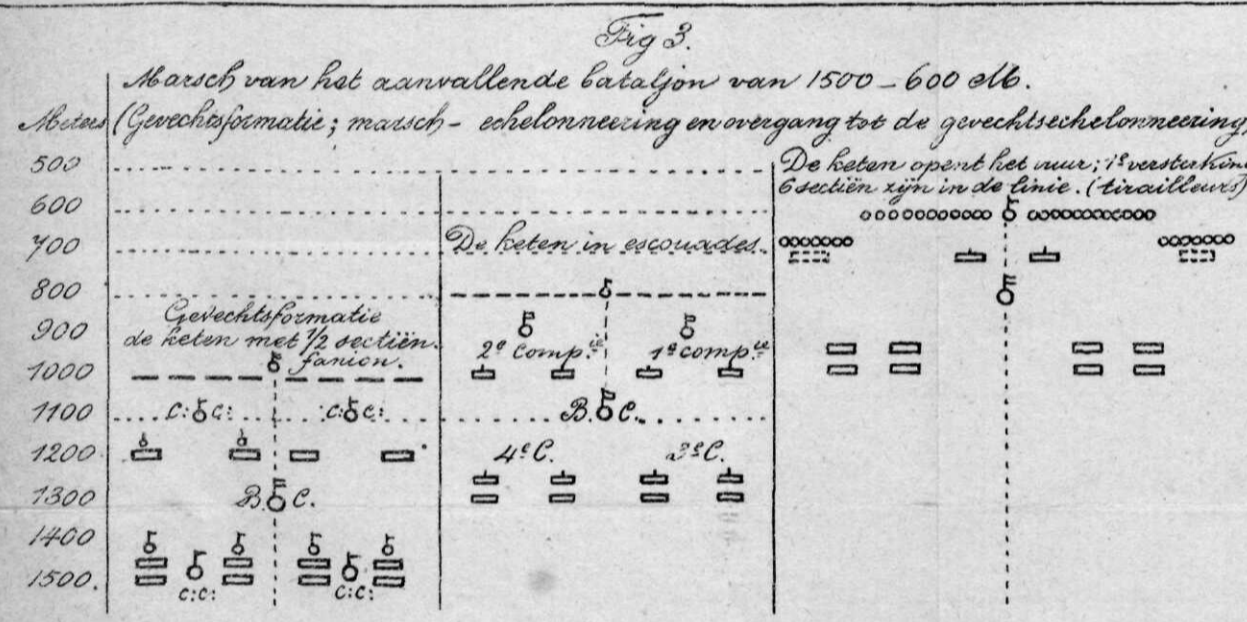 Fig 3.
Marsch van het aanvallende bataljon van 1500 – 600 M.
Meters (Gevechtsformatie; marsch – echelonneering en overgang tot de gevechtsechelonneering)
500
600
700
800
900
1000
1100
1200
1300
1400
1500.
Gevechtsformatie
de keten met 1/2 sectiën.
fanion.
C: C:
C: C:
B. C.
C: C:
C: C:
De keten in escouades.
2e Comp.ie
1e Comp.ie
B. C.
4e C.
3e C.
De keten opent het vuur; 1e versterking
6 sectiën zijn in de linie. (tirailleurs)